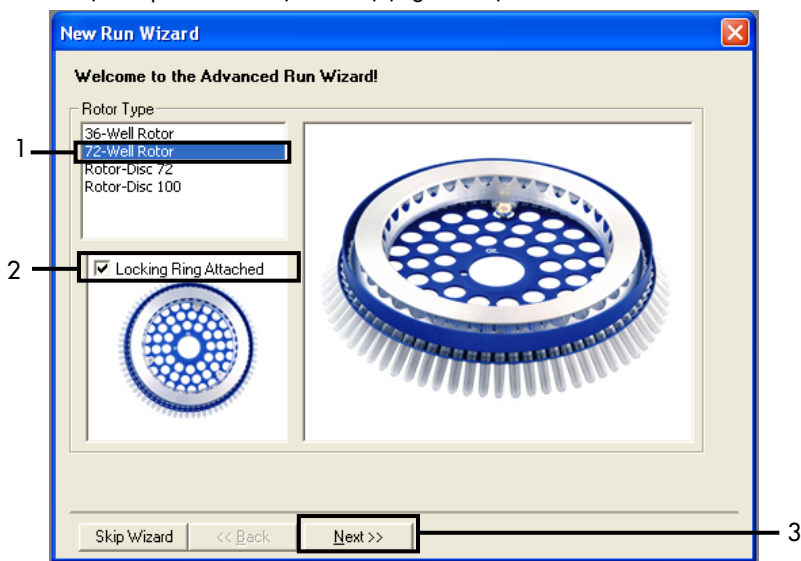 New Run Wizard
Welcome to the Advanced Run Wizard!
Rotor Type
36-Well Rotor
1
72-Well Rotor
Rotor-Disc 72
Rotor-Disc 100
2
Locking Ring Attached
Skip Wizard
<< Back
Next >>
3